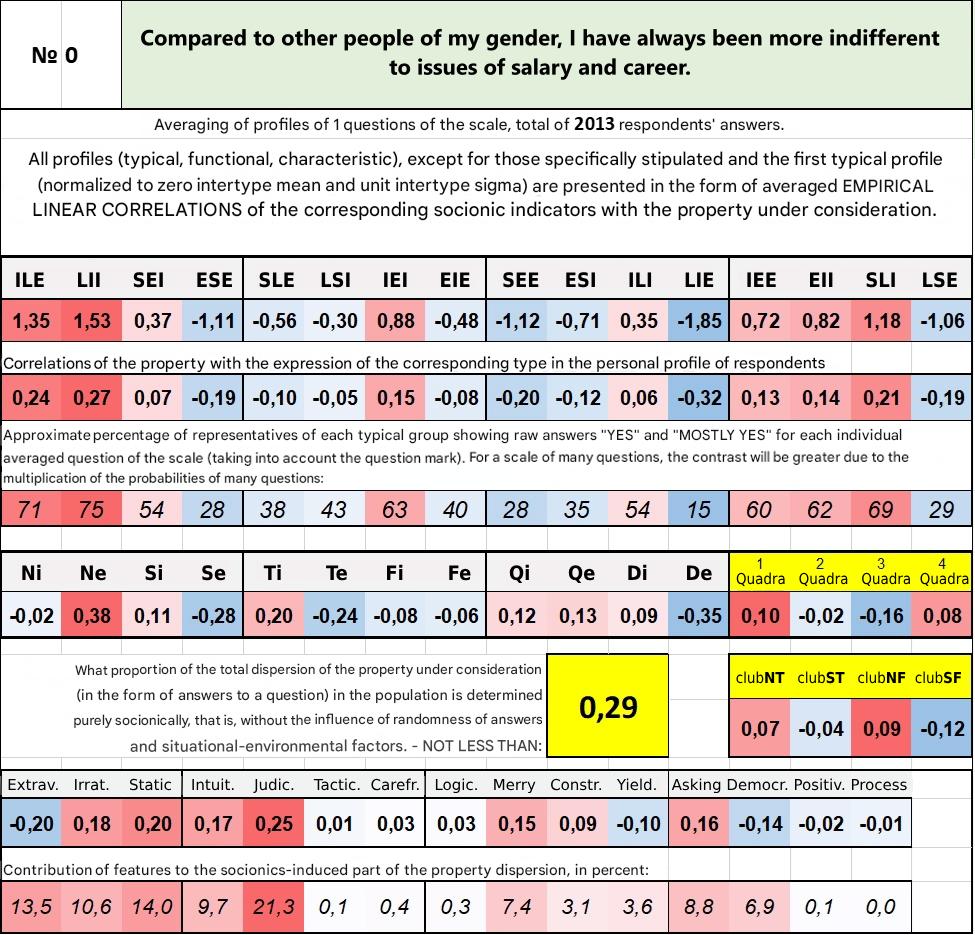 № 0
Compared to other people of my gender, I have always been more indifferent
to issues of salary and career.
Averaging of profiles of 1 questions of the scale, total of 2013 respondents' answers.
All profiles (typical, functional, characteristic), except for those specifically stipulated and the first typical profile
(normalized to zero intertype mean and unit intertype sigma) are presented in the form of averaged EMPIRICAL
LINEAR CORRELATIONS of the corresponding socionic indicators with the property under consideration.
ILE LII SEI ESE SLE LSI IEI EIE SEE ESI ILI LIE IEE EII SLI LSE
1,35 1,53 0,37 -1,11 -0,56 -0,30 0,88 -0,48 -1,12 -0,71 0,35 -1,85 0,72 0,82 1,18 -1,06
Correlations of the property with the expression of the corresponding type in the personal profile of respondents
0,24 0,27 0,07 -0,19 -0,10 -0,05 0,15 -0,08 -0,20 -0,12 0,06 -0,32 0,13 0,14 0,21 -0,19
Approximate percentage of representatives of each typical group showing raw answers "YES" and "MOSTLY YES" for each individual
averaged question of the scale (taking into account the question mark). For a scale of many questions, the contrast will be greater due to the
multiplication of the probabilities of many questions:
71 75 54 28 38 43 63 40 28 35 54 15 60 62 69 29
Ni Ne Si Se Ti Te Fi Fe Qi Qe Di De 1 Quadra 2 Quadra 3 Quadra 4 Quadra
-0,02 0,38 0,11 -0,28 0,20 -0,24 -0,08 -0,06 0,12 0,13 0,09 -0,35 0,10 -0,02 -0,16 0,08
What proportion of the total dispersion of the property under consideration
(in the form of answers to a question) in the population is determined
purely socionically, that is, without the influence of randomness of answers
and situational-environmental factors. - NOT LESS THAN:
0,29
clubNT clubST clubNF clubSF
0,07 -0,04 0,09 -0,12
Extrav. Irrat. Static Intuit. Judic. Tactic. Carefr. Logic. Merry Constr. Yield. Asking Democr. Positiv. Process
-0,20 0,18 0,20 0,17 0,25 0,01 0,03 0,03 0,15 0,09 -0,10 0,16 -0,14 -0,02 -0,01
Contribution of features to the socionics-induced part of the property dispersion, in percent:
13,5 10,6 14,0 9,7 21,3 0,1 0,4 0,3 7,4 3,1 3,6 8,8 6,9 0,1 0,0